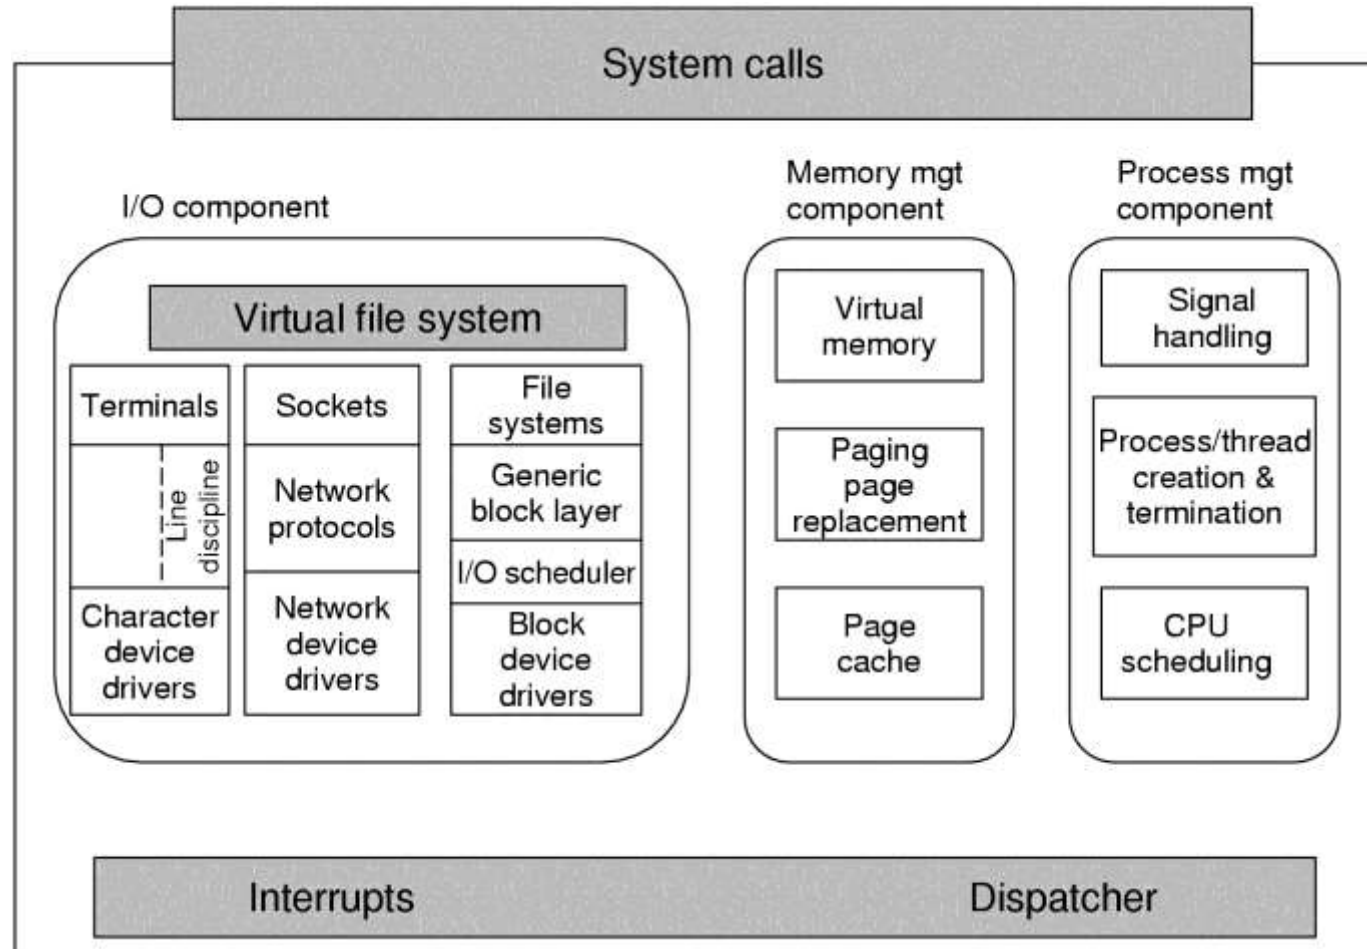 System calls
I/O component
Memory mgt
component
Process mgt
component
Virtual file system
Terminals
Line
discipline
Character
device
drivers
Sockets
Network
protocols
Network
device
drivers
File
systems
Generic
block layer
I/O scheduler
Block
device
drivers
Virtual
memory
Paging
page
replacement
Page
cache
Signal
handling
Process/thread
creation &
termination
CPU
scheduling
Interrupts
Dispatcher